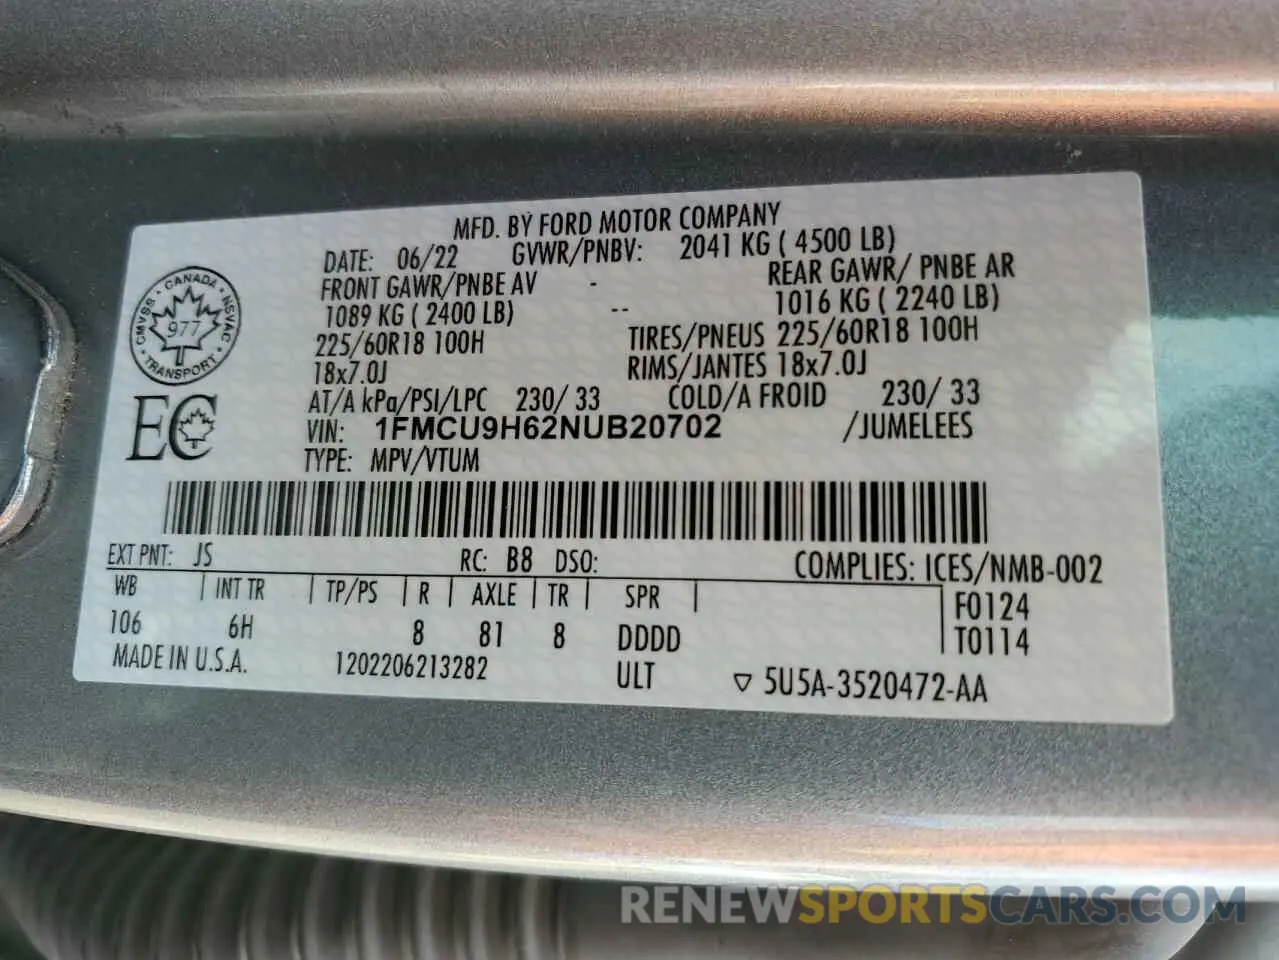 MFD. BY FORD MOTOR COMPANY
DATE: 06/22 GVWR/PNBV: 2041 KG ( 4500 LB)
FRONT GAWR/PNBE AV - REAR GAWR/ PNBE AR
1089 KG ( 2400 LB) -- 1016 KG ( 2240 LB)
225/60R18 100H TIRES/PNEUS 225/60R18 100H
18x7.0J RIMS/JANTES 18x7.0J
AT/A kPa/PSI/LPC 230/ 33 COLD/A FROID 230/ 33
VIN: 1FMCU9H62NUB20702 /JUMELEES
TYPE: MPV/VTUM
CANADA
CMVSS · NSVAC
977
TRANSPORT
EC
EXT PNT: JS RC: B8 DSO: COMPLIES: ICES/NMB-002
WB | INT TR | TP/PS | R | AXLE | TR | SPR | F0124
106 6H 8 81 8 DDDD T0114
MADE IN U.S.A. 1202206213282 ULT ▽ 5U5A-3520472-AA
RENEWSPORTSCARS.COM